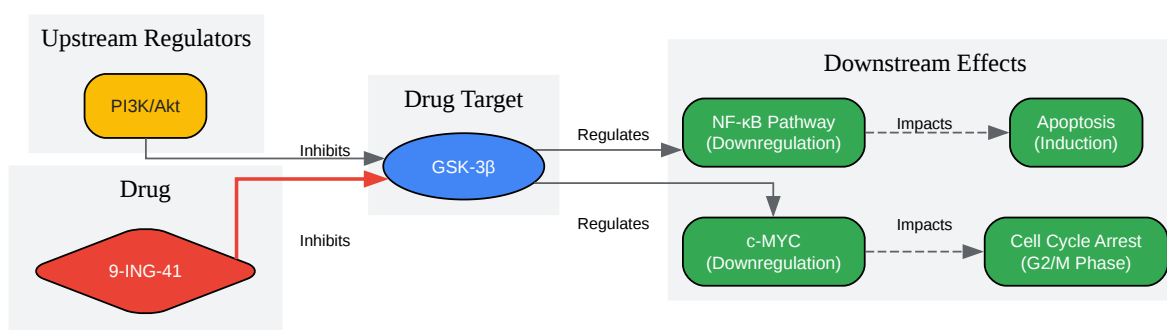 Upstream Regulators
PI3K/Akt
Inhibits
Drug
9-ING-41
Inhibits
Drug Target
GSK-3β
Regulates
Regulates
Downstream Effects
NF-κB Pathway
(Downregulation)
Impacts
Apoptosis
(Induction)
c-MYC
(Downregulation)
Impacts
Cell Cycle Arrest
(G2/M Phase)